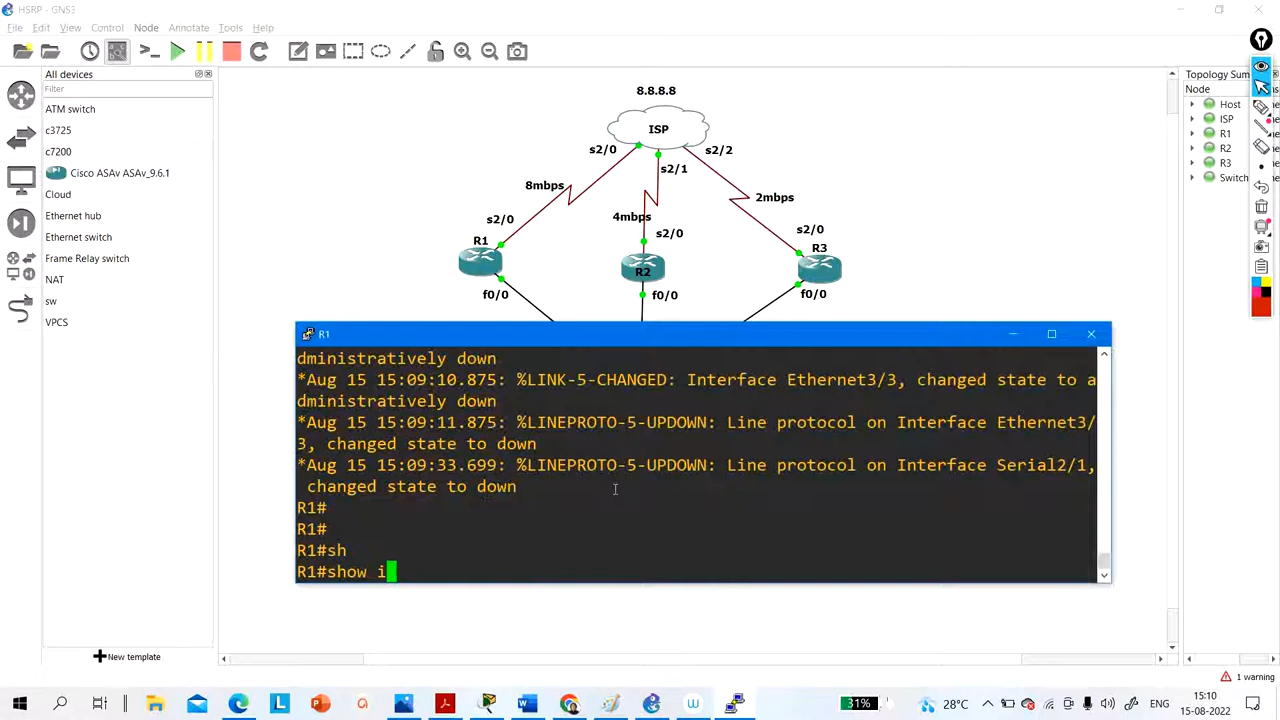 HSRP - GNS3
File Edit View Control Node Annotate Tools Help
All devices
Filter
ATM switch
c3725
c7200
Cisco ASAv ASAv_9.6.1
Cloud
Ethernet hub
Ethernet switch
Frame Relay switch
NAT
sw
VPCS
New template
8.8.8.8
ISP
s2/0
s2/2
s2/1
8mbps
2mbps
4mbps
s2/0
s2/0
s2/0
R1
R2
R3
f0/0
f0/0
f0/0
R1
dministratively down
*Aug 15 15:09:10.875: %LINK-5-CHANGED: Interface Ethernet3/3, changed state to a
dministratively down
*Aug 15 15:09:11.875: %LINEPROTO-5-UPDOWN: Line protocol on Interface Ethernet3/
3, changed state to down
*Aug 15 15:09:33.699: %LINEPROTO-5-UPDOWN: Line protocol on Interface Serial2/1,
changed state to down
R1#
R1#
R1#sh
R1#show i
Topology Sum
Node
Host
ISP
R1
R2
R3
Switch
1 warning
31%
28°C
ENG
15:10
15-08-2022